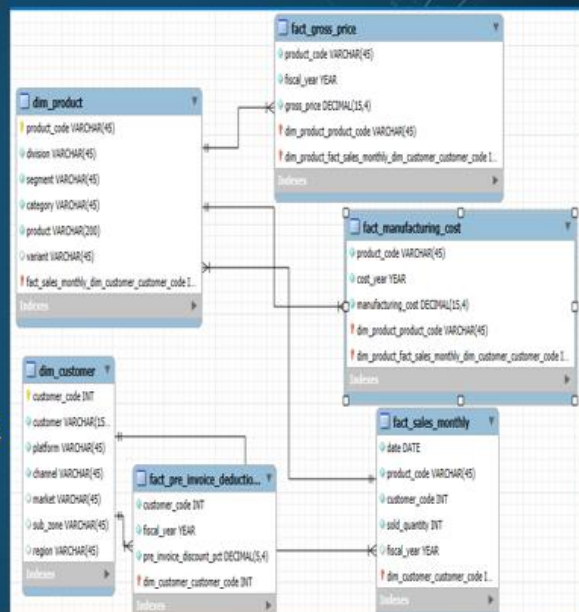 fact_gross_price
product_code VARCHAR(45)
fiscal_year YEAR
gross_price DECIMAL(15,4)
dim_product_product_code VARCHAR(45)
dim_product_fact_sales_monthly_dim_customer_customer_code I...
Indexes
dim_product
product_code VARCHAR(45)
division VARCHAR(45)
segment VARCHAR(45)
category VARCHAR(45)
product VARCHAR(200)
variant VARCHAR(45)
fact_sales_monthly_dim_customer_customer_code I...
Indexes
fact_manufacturing_cost
product_code VARCHAR(45)
cost_year YEAR
manufacturing_cost DECIMAL(15,4)
dim_product_product_code VARCHAR(45)
dim_product_fact_sales_monthly_dim_customer_customer_code I...
Indexes
dim_customer
customer_code INT
customer VARCHAR(15...
platform VARCHAR(45)
channel VARCHAR(45)
market VARCHAR(45)
sub_zone VARCHAR(45)
region VARCHAR(45)
Indexes
fact_pre_invoice_deductio...
customer_code INT
fiscal_year YEAR
pre_invoice_discount_pct DECIMAL(5,4)
dim_customer_customer_code INT
Indexes
fact_sales_monthly
date DATE
product_code VARCHAR(45)
customer_code INT
sold_quantity INT
fiscal_year YEAR
dim_customer_customer_code I...
Indexes